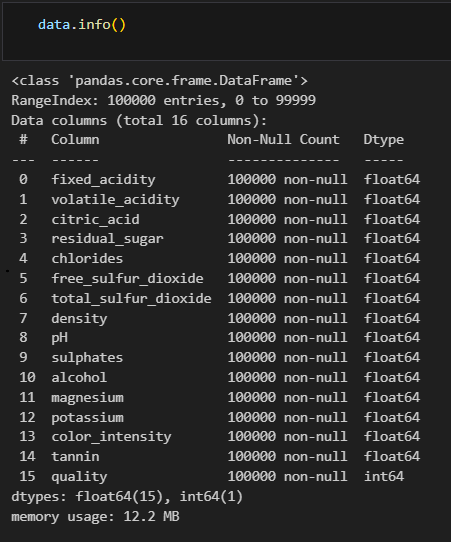 data.info()
<class 'pandas.core.frame.DataFrame'>
RangeIndex: 100000 entries, 0 to 99999
Data columns (total 16 columns):
 #   Column                Non-Null Count   Dtype
---  ------                --------------   -----
 0   fixed_acidity         100000 non-null  float64
 1   volatile_acidity      100000 non-null  float64
 2   citric_acid           100000 non-null  float64
 3   residual_sugar        100000 non-null  float64
 4   chlorides             100000 non-null  float64
 5   free_sulfur_dioxide   100000 non-null  float64
 6   total_sulfur_dioxide  100000 non-null  float64
 7   density               100000 non-null  float64
 8   pH                    100000 non-null  float64
 9   sulphates             100000 non-null  float64
 10  alcohol               100000 non-null  float64
 11  magnesium             100000 non-null  float64
 12  potassium             100000 non-null  float64
 13  color_intensity       100000 non-null  float64
 14  tannin                100000 non-null  float64
 15  quality               100000 non-null  int64
dtypes: float64(15), int64(1)
memory usage: 12.2 MB